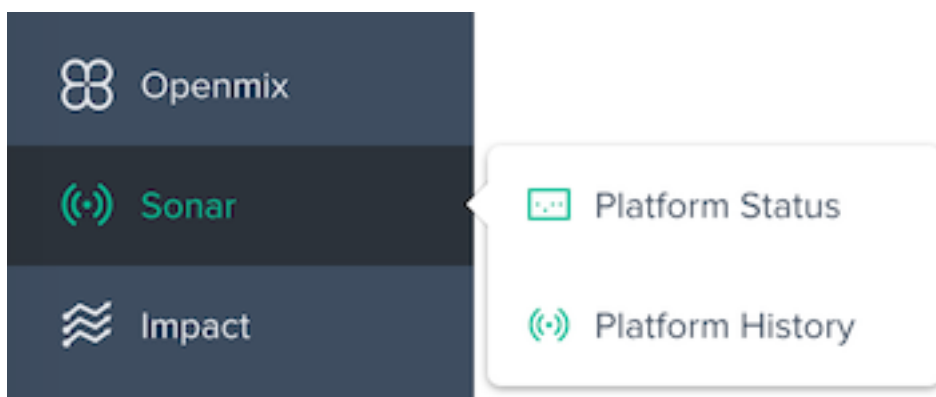 Openmix
Sonar
Impact
Platform Status
Platform History